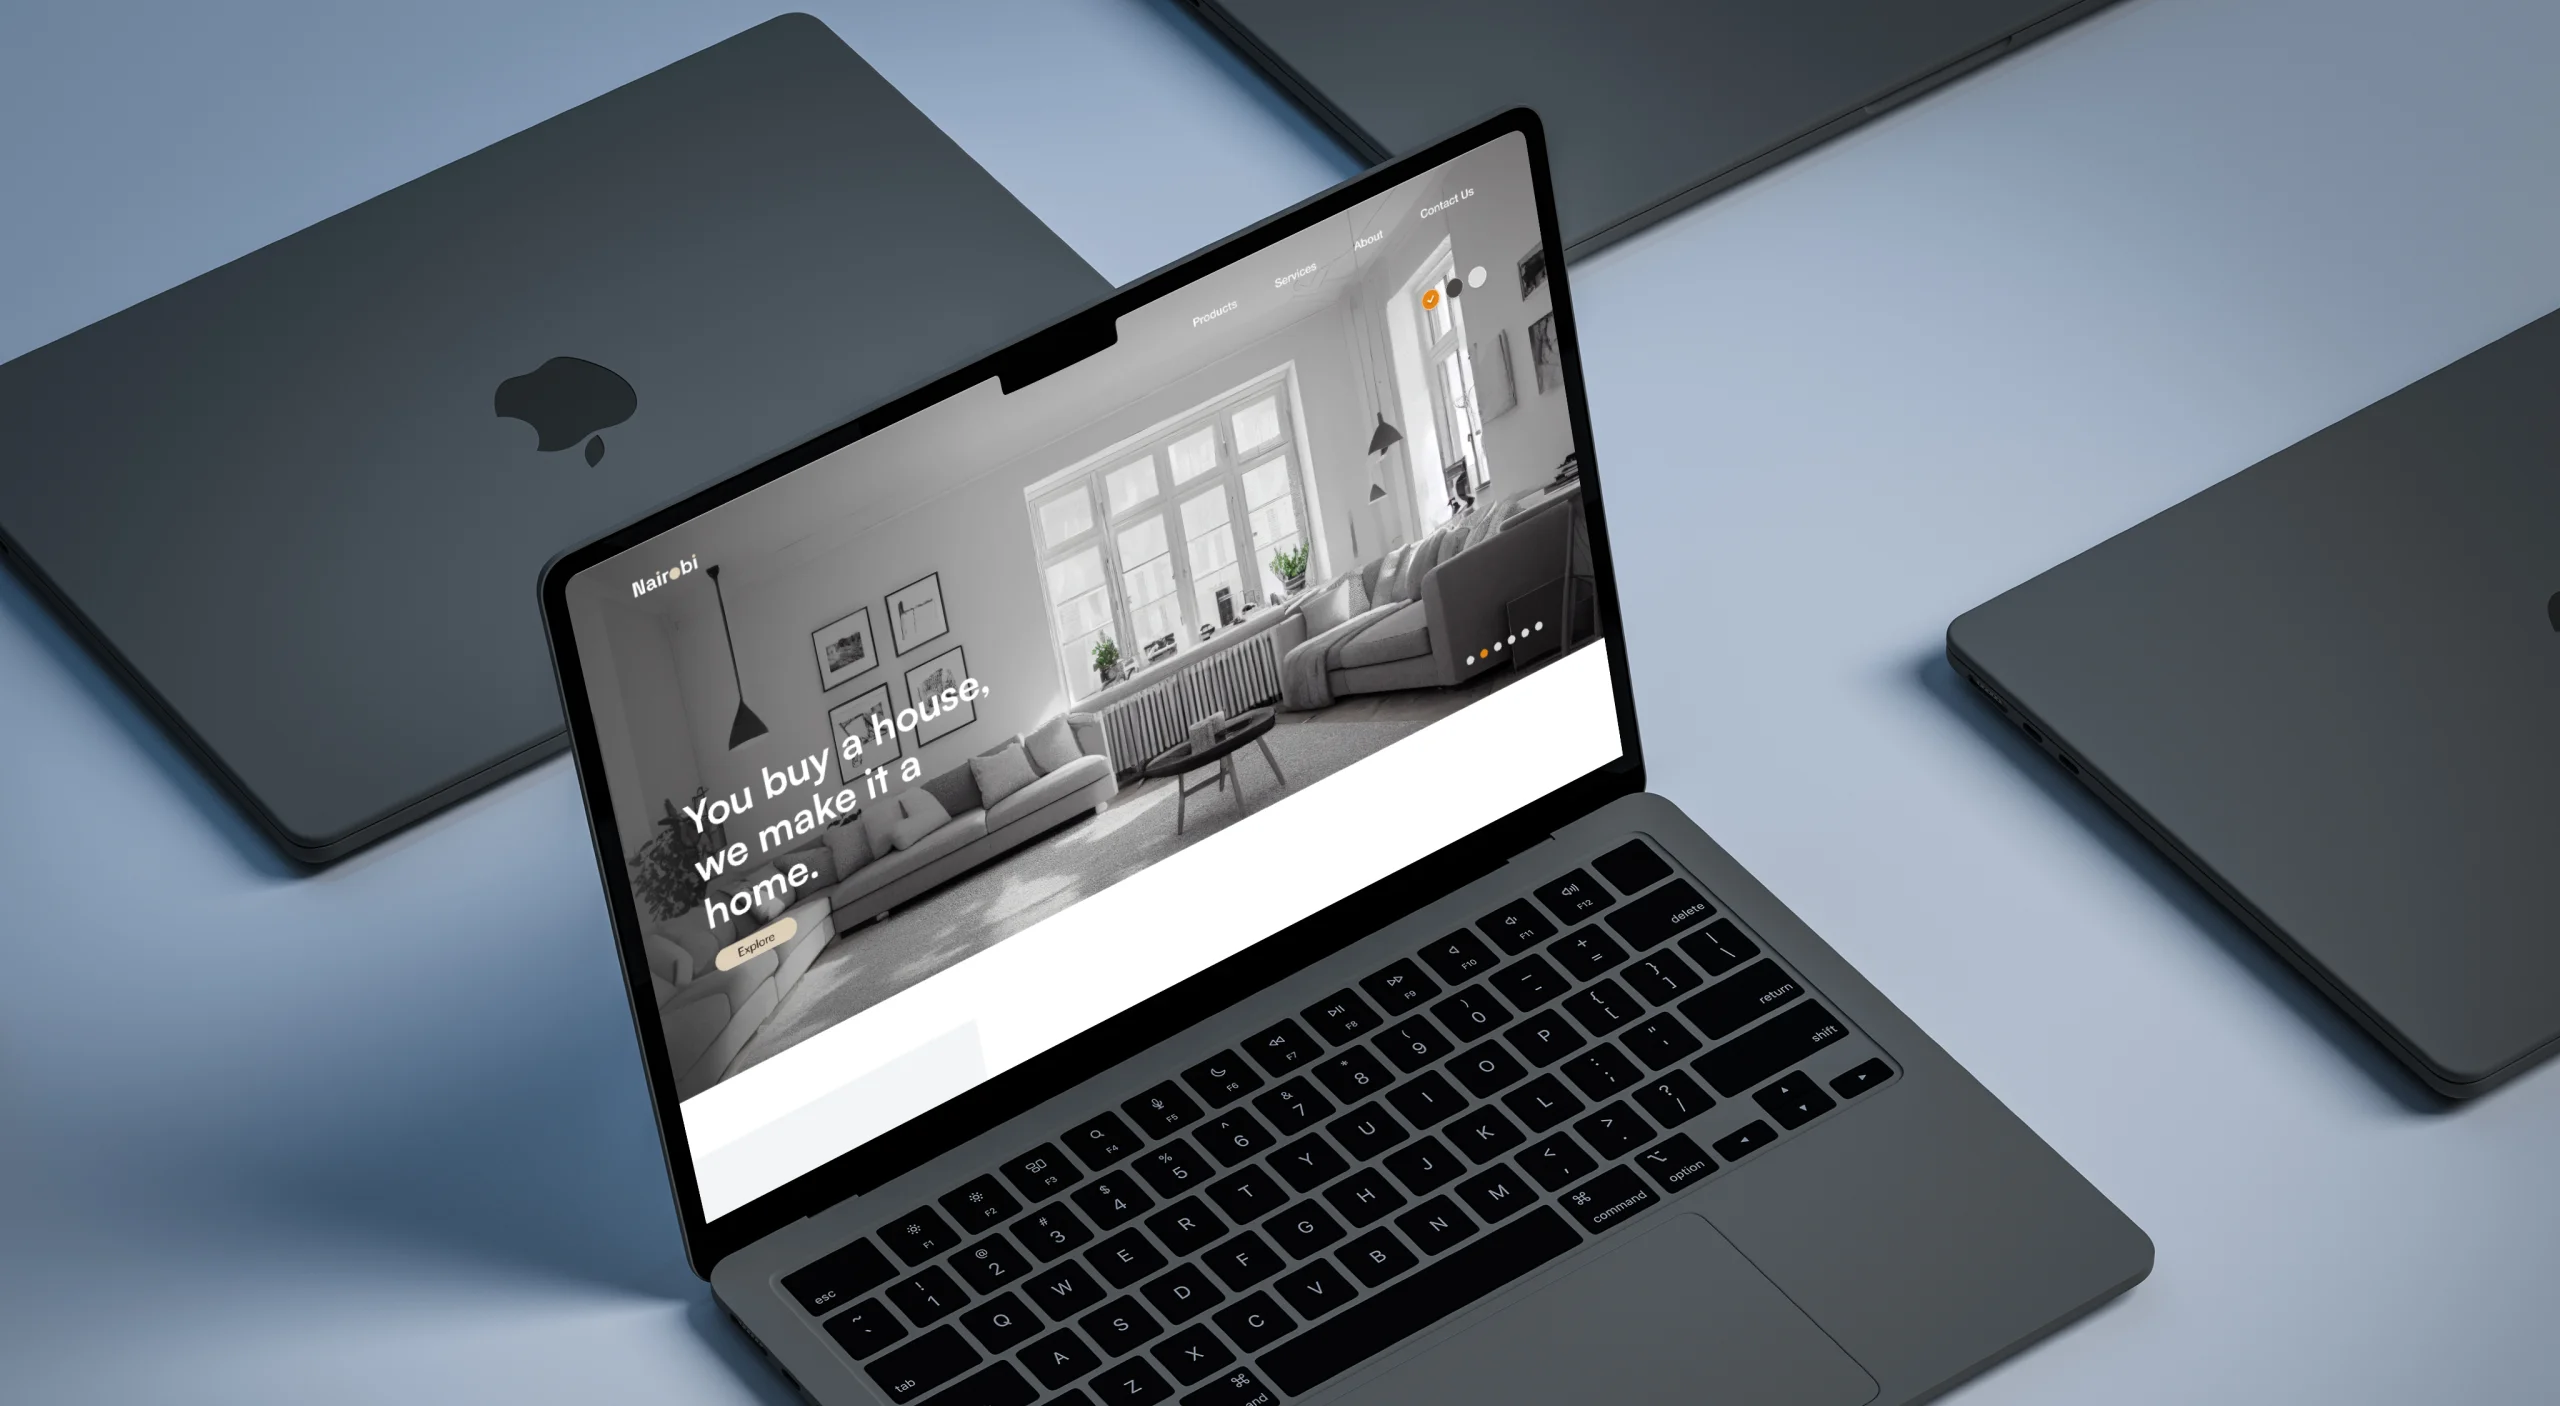 Products
Services
About
Contact Us
Nairobi
You buy a house,
we make it a
home.
Explore
esc
F1
F2
F3
F4
F5
F6
F7
F8
F9
F10
F11
F12
~ `
! 1
@ 2
# 3
$ 4
% 5
^ 6
& 7
* 8
( 9
) 0
_ -
+ =
delete
tab
Q
W
E
R
T
Y
U
I
O
P
{ [
} ]
| \
A
S
D
F
G
H
J
K
L
: ;
" '
return
Z
X
C
V
B
N
M
< ,
> .
? /
shift
⌘
⌘
command
⌥
option